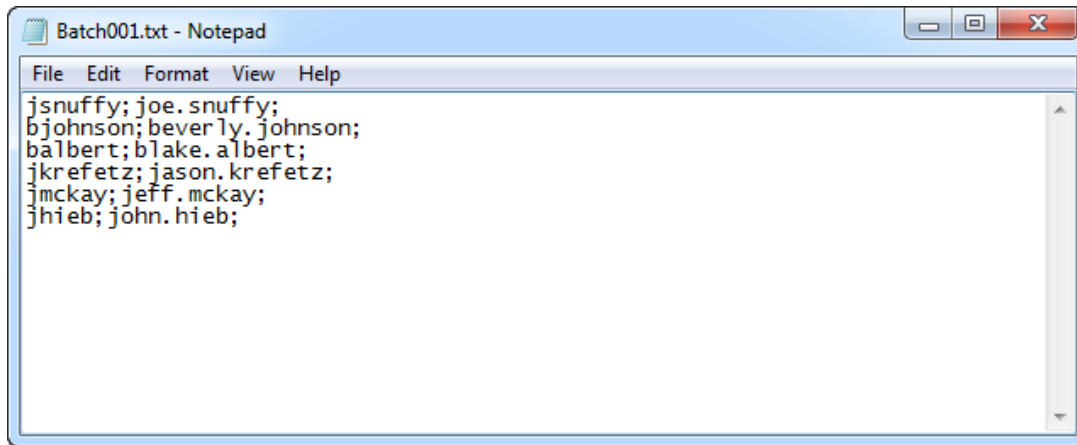 Batch001.txt - Notepad
File Edit Format View Help
jsnuffy;joe.snuffy;
bjohnson;beverly.johnson;
balbert;blake.albert;
jkrefetz;jason.krefetz;
jmckay;jeff.mckay;
jhieb;john.hieb;